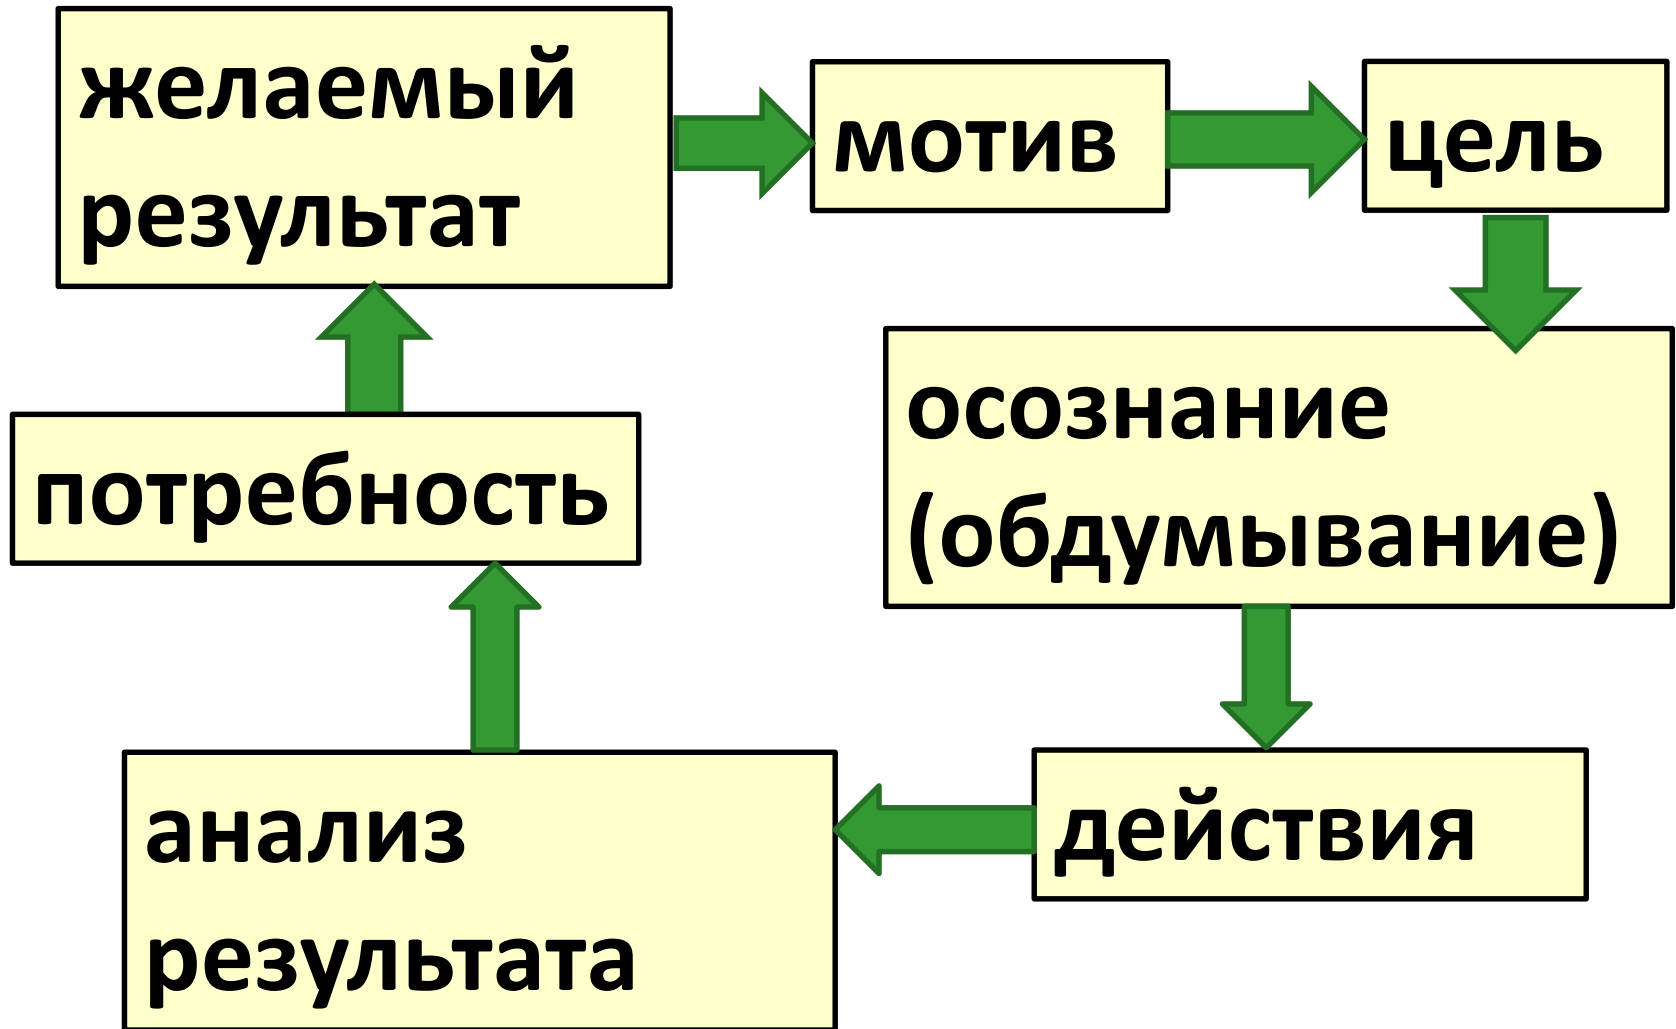 желаемый
результат
мотив
цель
потребность
осознание
(обдумывание)
анализ
результата
действия